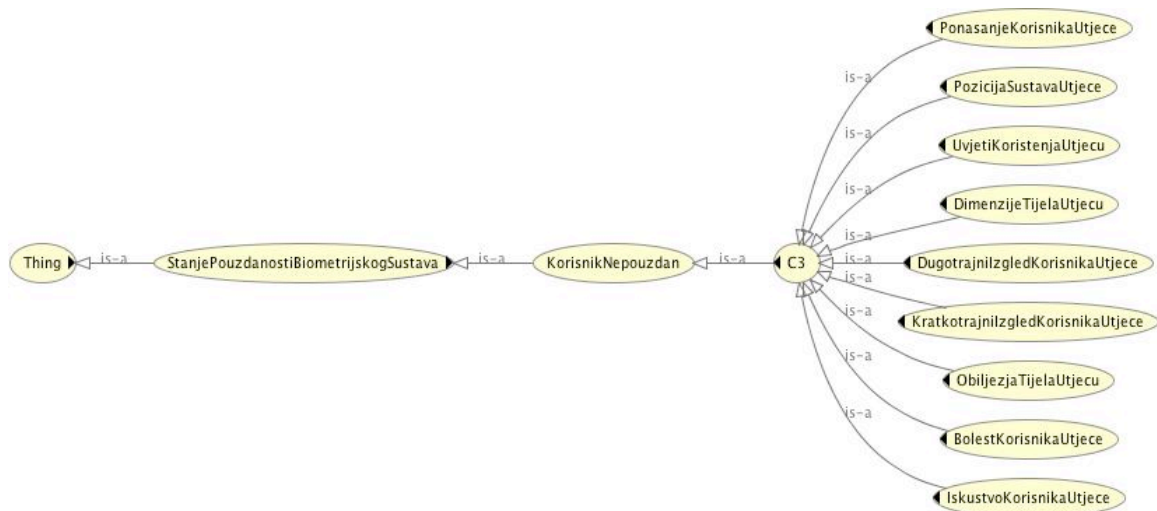 PonasanjeKorisnikaUtjece
is-a
PozicijaSustavaUtjece
is-a
UvjetiKoristenjaUtjecu
is-a
DimenzijeTijelaUtjecu
is-a
Thing
is-a
StanjePouzdanostiBiometrijskogSustava
is-a
KorisnikNepouzdan
is-a
C3
is-a
DugotrajniIzgledKorisnikaUtjece
is-a
KratkotrajniIzgledKorisnikaUtjece
is-a
ObiljezjaTijelaUtjecu
is-a
BolestKorisnikaUtjece
is-a
IskustvoKorisnikaUtjece